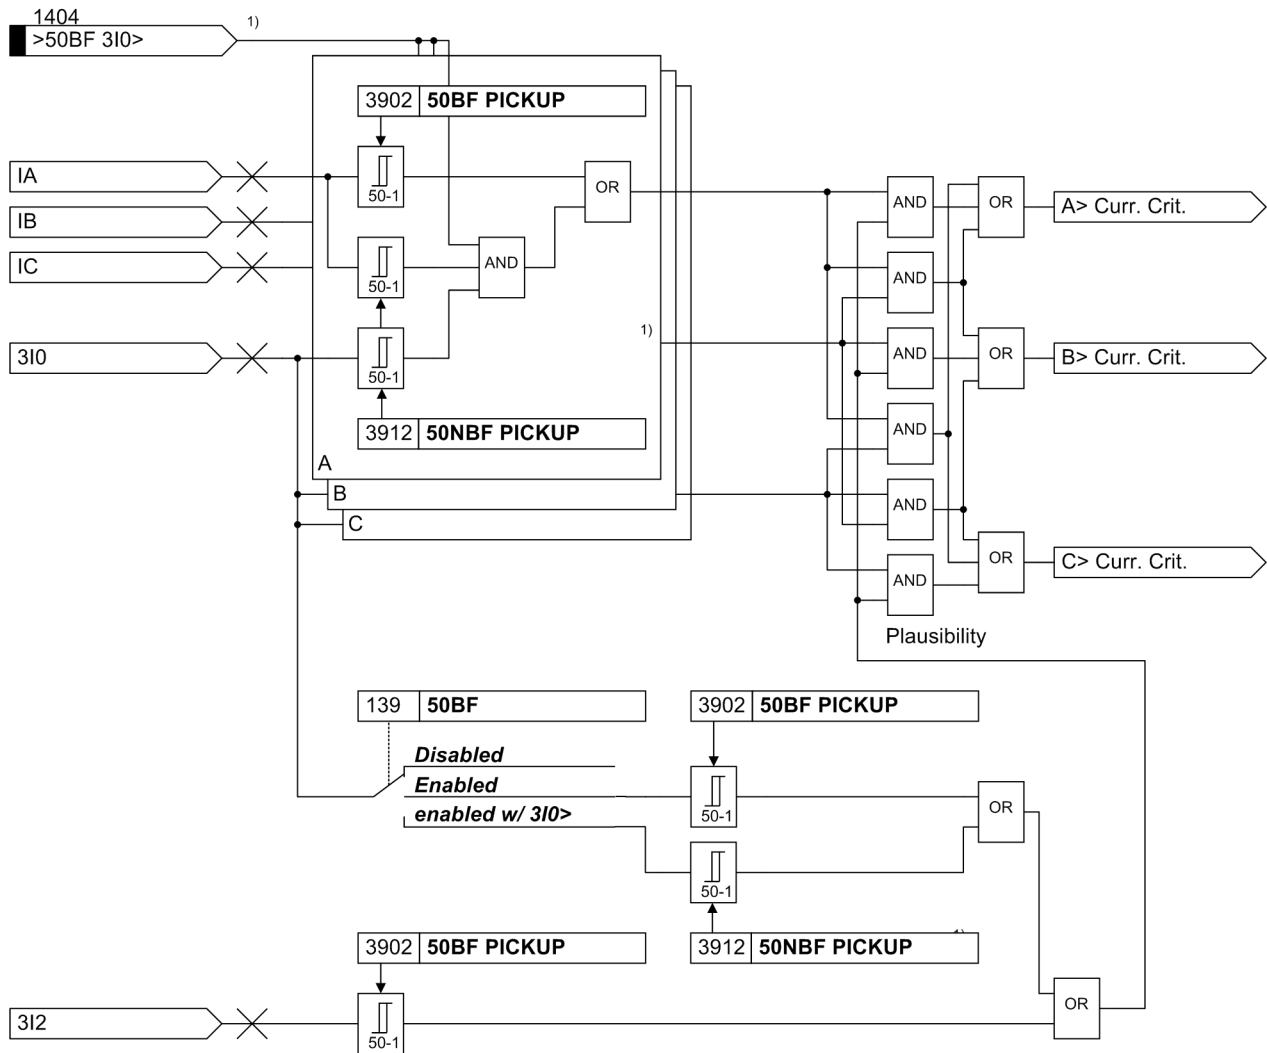 1404
>50BF 3I0>
1)
3902 50BF PICKUP
IA
50-1
OR
AND
OR
A> Curr. Crit.
IB
IC
50-1
AND
AND
3I0
50-1
1)
AND
OR
B> Curr. Crit.
3912 50NBF PICKUP
AND
A
B
AND
C
AND
OR
C> Curr. Crit.
Plausibility
139 50BF
3902 50BF PICKUP
Disabled
Enabled
enabled w/ 3I0>
50-1
OR
50-1
3902 50BF PICKUP
3912 50NBF PICKUP
3I2
50-1
OR